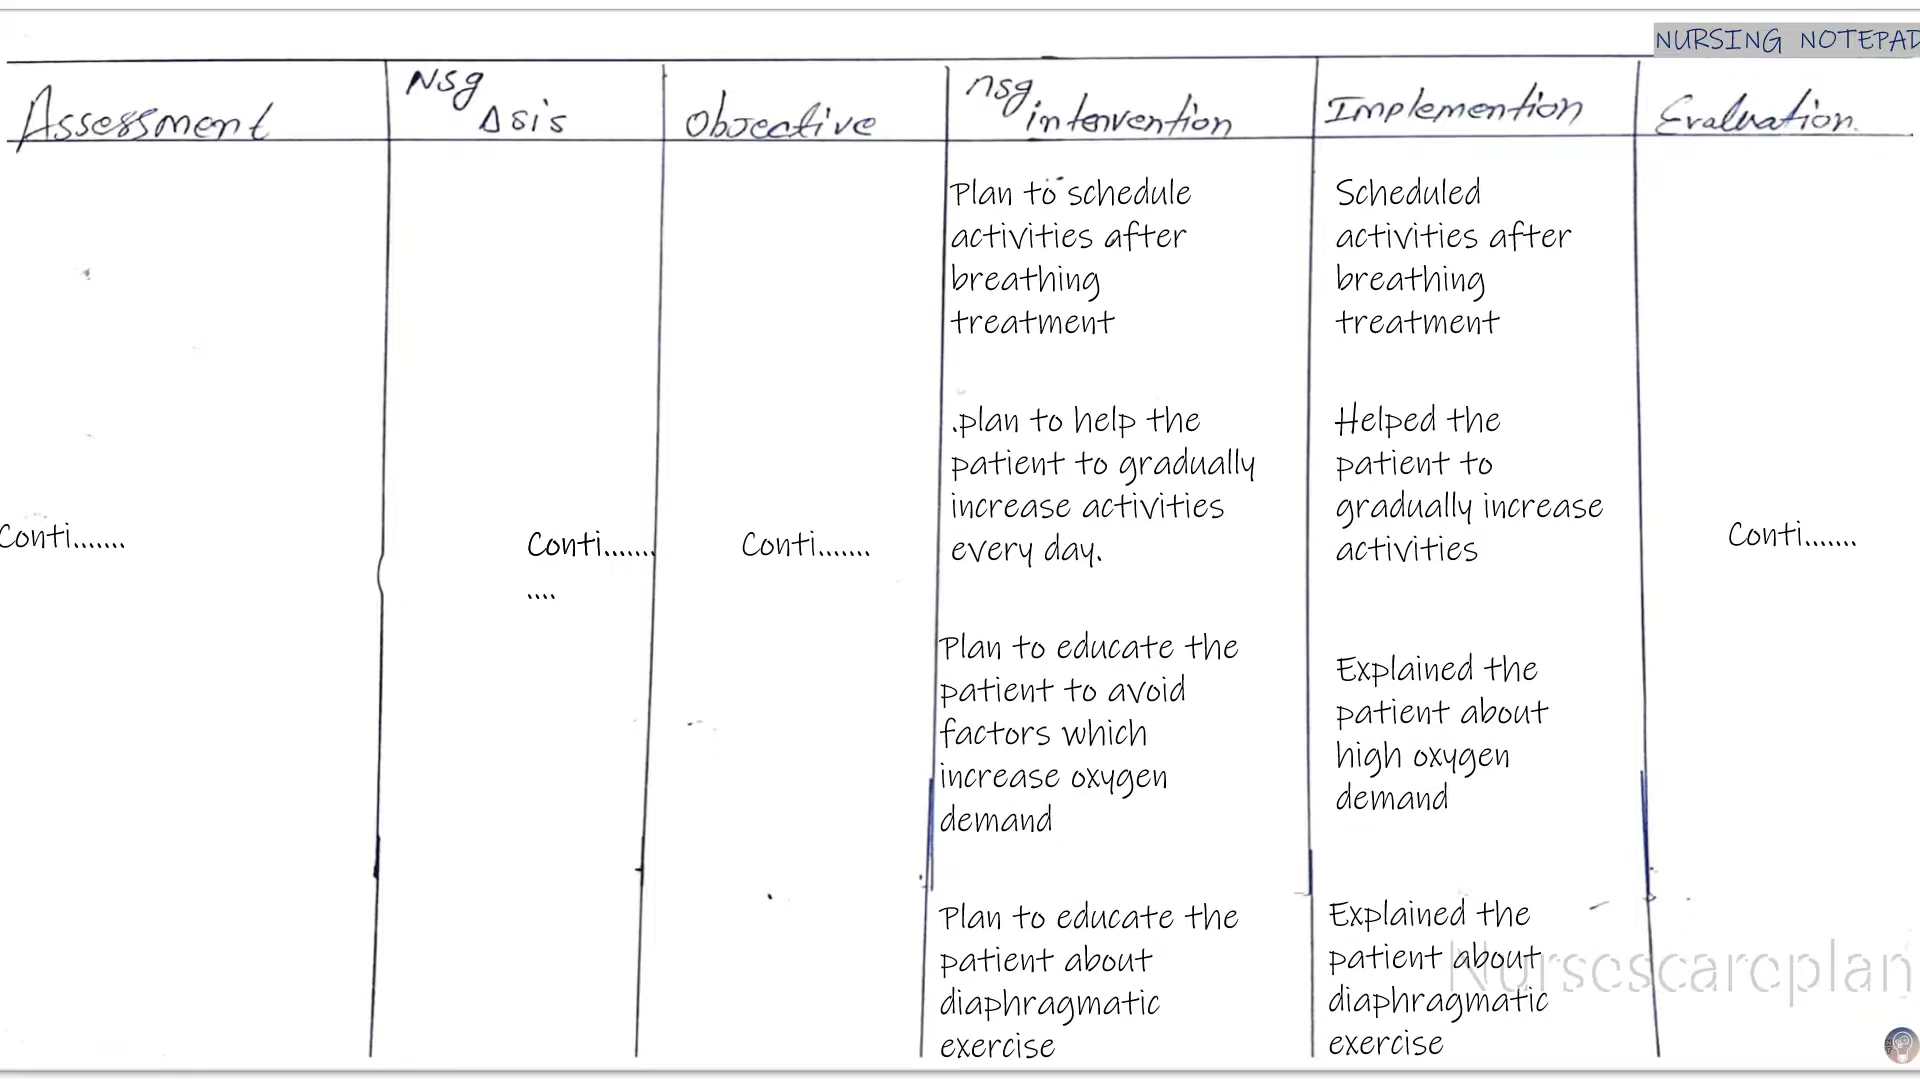 NURSING NOTEPAD
Assessment
Nsg
Δsis
Objective
nsg
intervention
Implemention
Evaluation.
Plan to schedule
activities after
breathing
treatment
Scheduled
activities after
breathing
treatment
.plan to help the
patient to gradually
increase activities
every day.
Helped the
patient to
gradually increase
activities
Conti.......
Conti.......
....
Conti.......
Conti.......
Plan to educate the
patient to avoid
factors which
increase oxygen
demand
Explained the
patient about
high oxygen
demand
Plan to educate the
patient about
diaphragmatic
exercise
Explained the
patient about
diaphragmatic
exercise
Nursescareplan